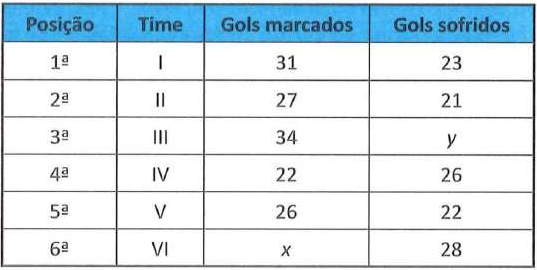 Posição Time Gols marcados Gols sofridos
1ª I 31 23
2ª II 27 21
3ª III 34 y
4ª IV 22 26
5ª V 26 22
6ª VI x 28